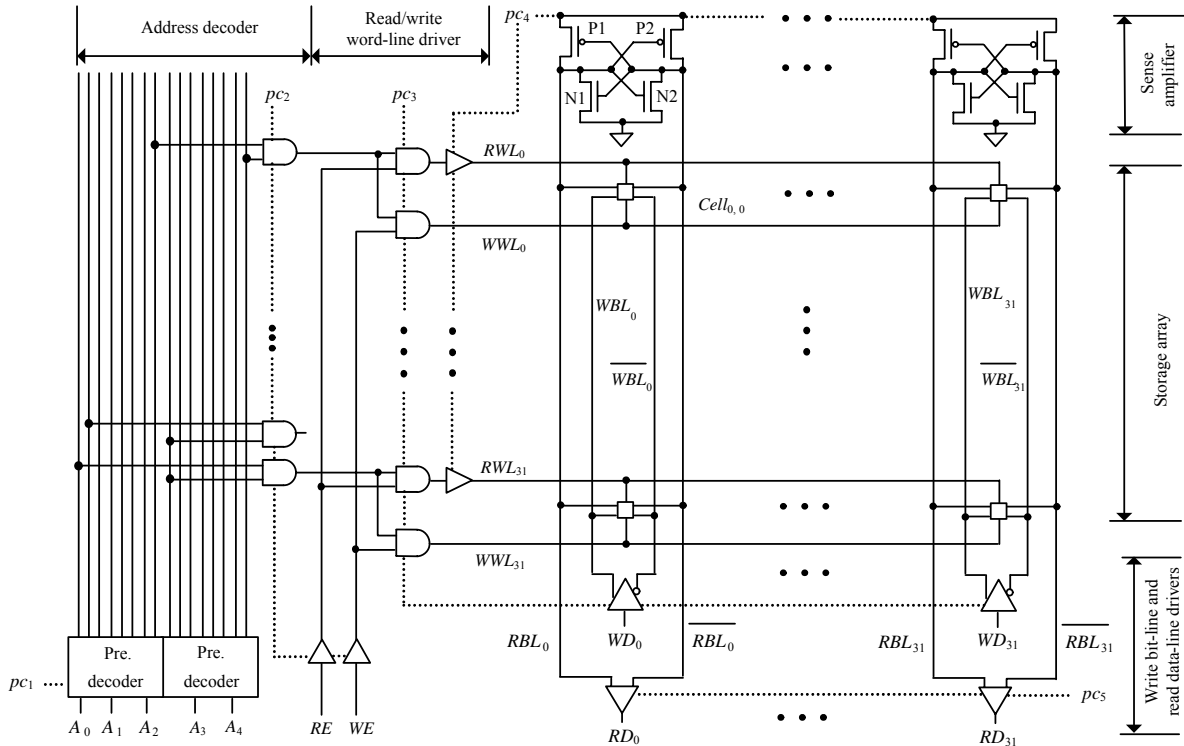 Address decoder
Read/write
word-line driver
pc4
P1
P2
N1
N2
Sense
amplifier
pc2
pc3
RWL0
Cell0, 0
WWL0
WBL0
WBL31
WBL0
WBL31
Storage array
RWL31
WWL31
WD0
WD31
RBL0
RBL0
RBL31
RBL31
Write bit-line and
read data-line drivers
Pre.
decoder
Pre.
decoder
pc1
pc5
A0
A1
A2
A3
A4
RE
WE
RD0
RD31